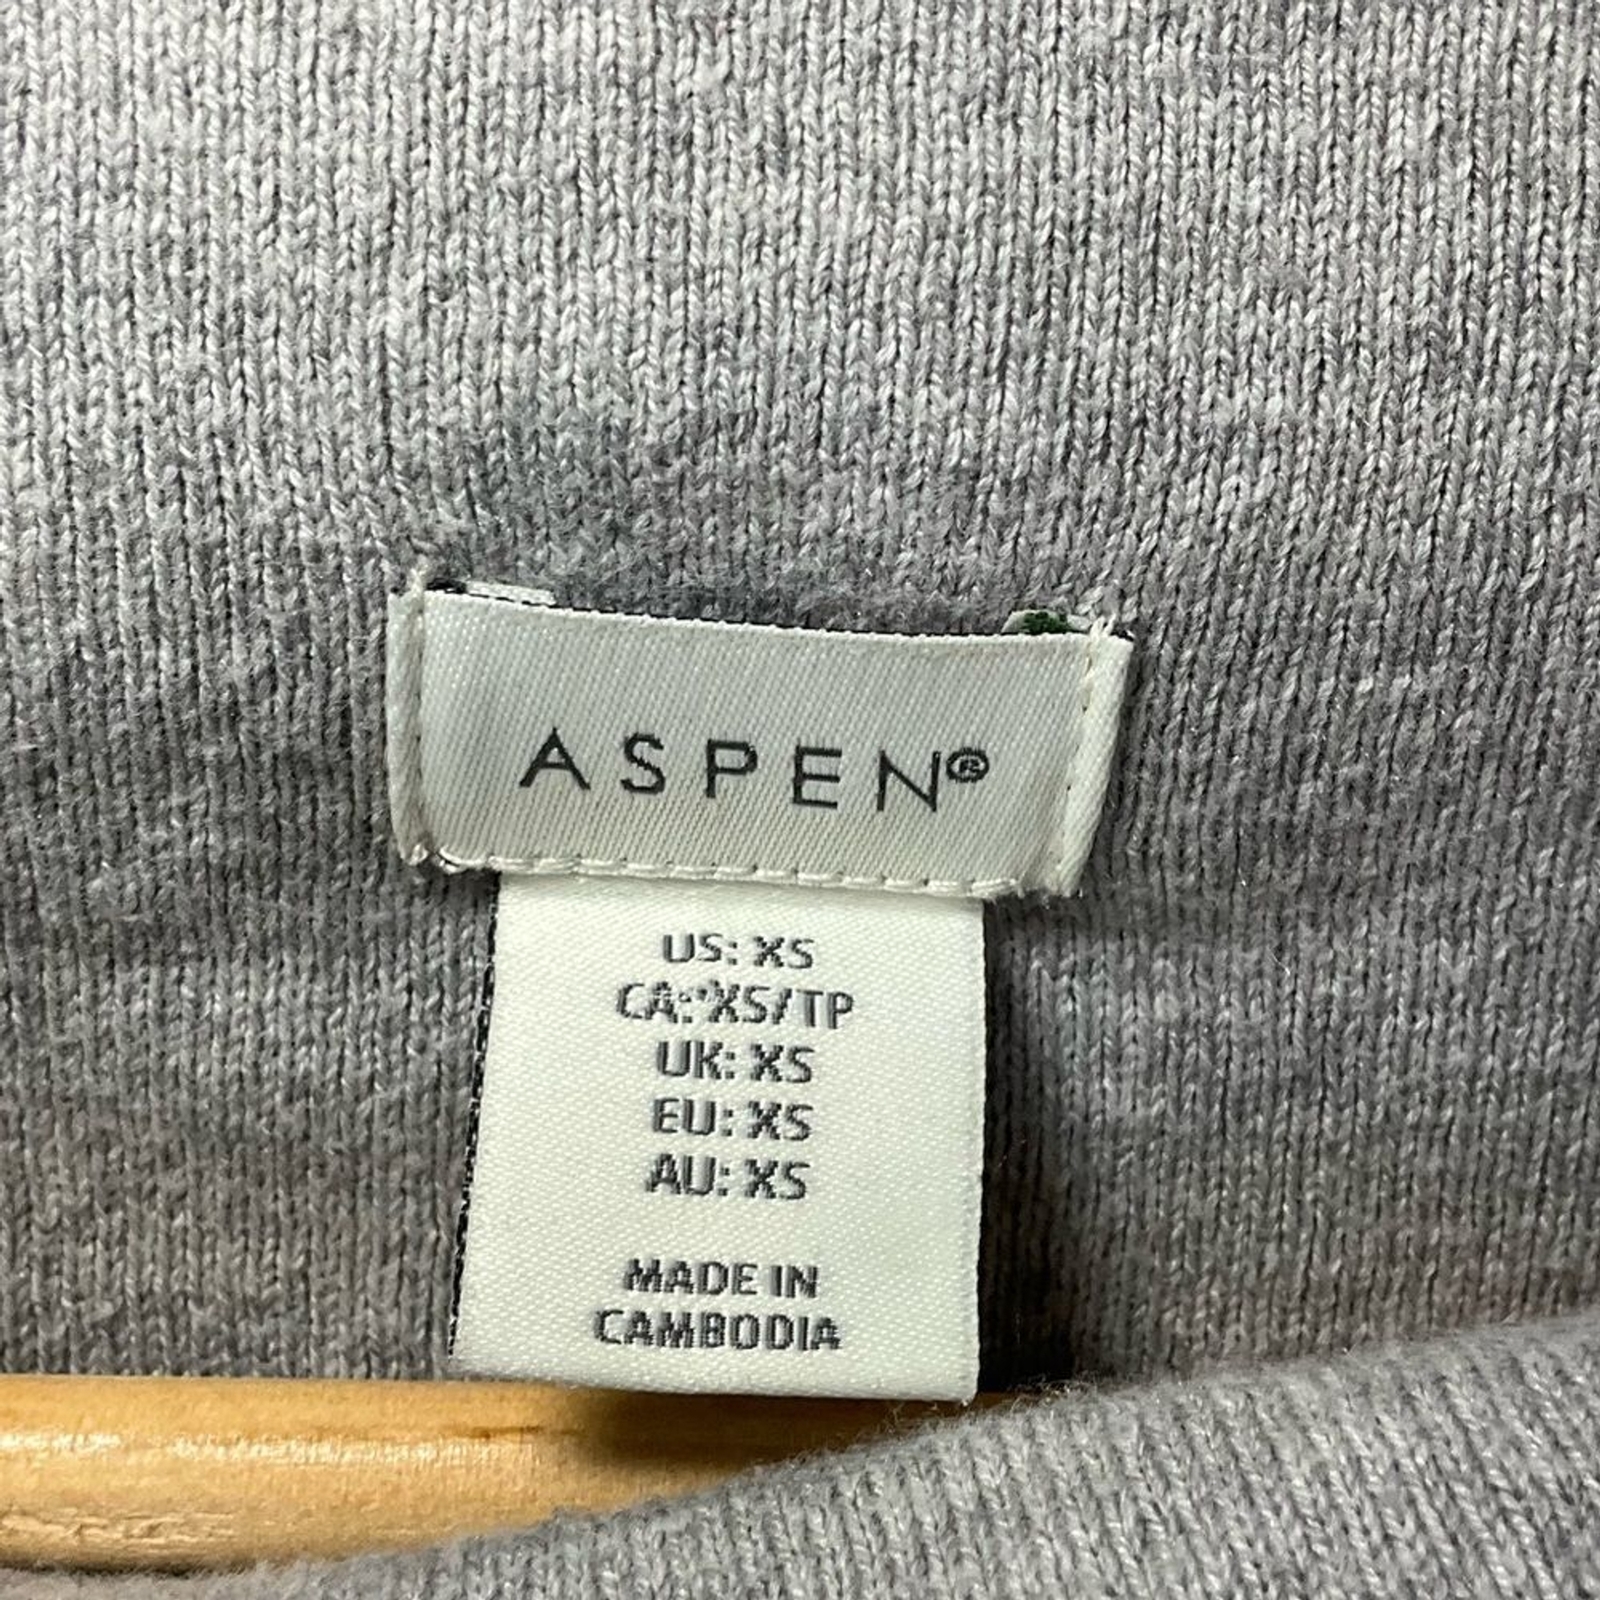 ASPEN®
US: XS
CA: XS/TP
UK: XS
EU: XS
AU: XS
MADE IN
CAMBODIA